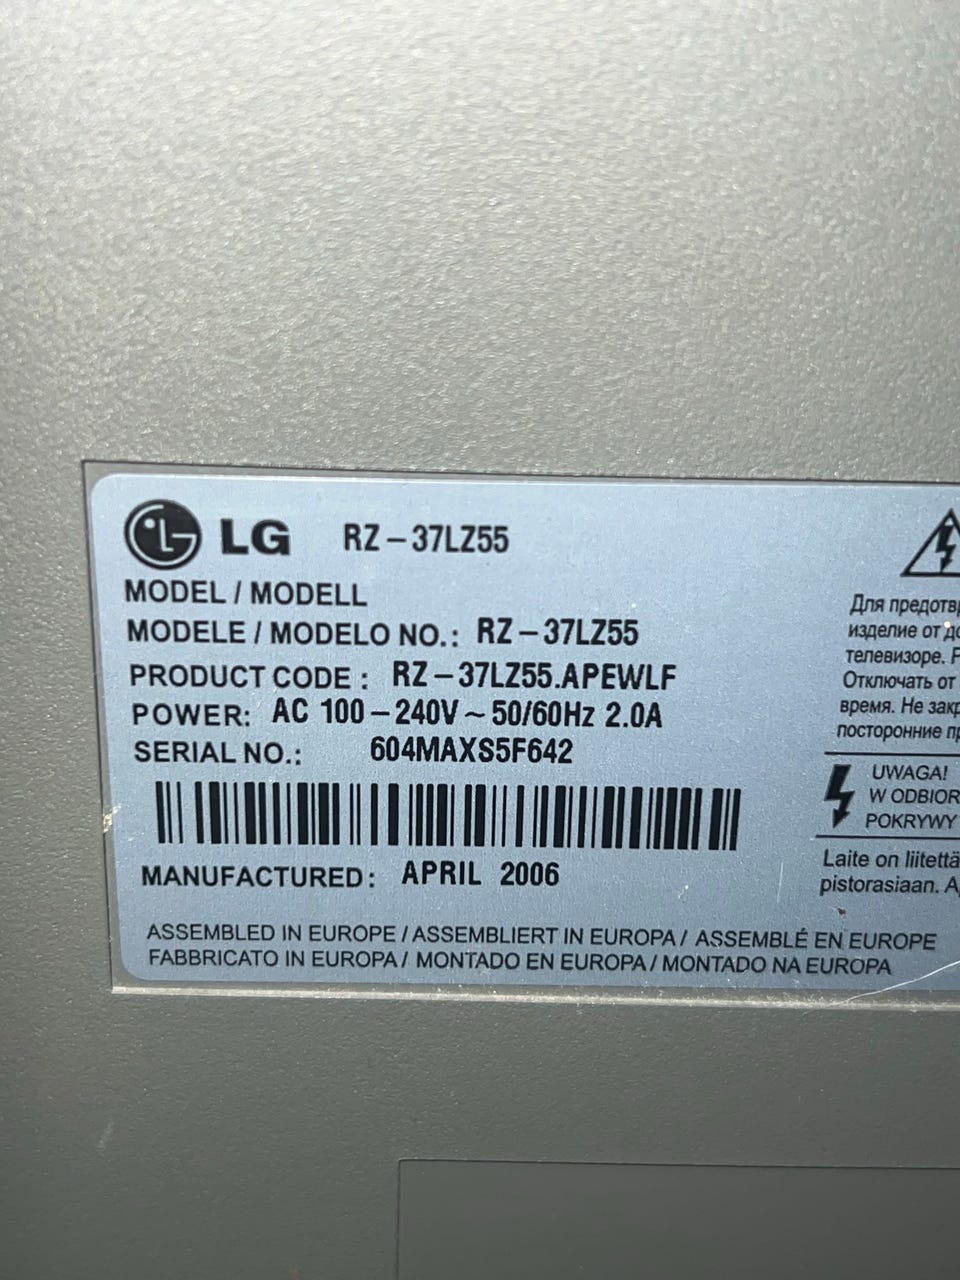 LG RZ-37LZ55
MODEL / MODELL
MODELE / MODELO NO.: RZ-37LZ55
PRODUCT CODE : RZ-37LZ55.APEWLF
POWER: AC 100-240V~50/60Hz 2.0A
SERIAL NO.: 604MAXS5F642
MANUFACTURED: APRIL 2006
ASSEMBLED IN EUROPE / ASSEMBLIERT IN EUROPA / ASSEMBLÉ EN EUROPE
FABBRICATO IN EUROPA / MONTADO EN EUROPA / MONTADO NA EUROPA
Для
изделие от
телевизоре.
Отключать от
время. Не
посторонние
UWAGA!
W
POKRYWY
Laite on liitettä
pistorasiaan.